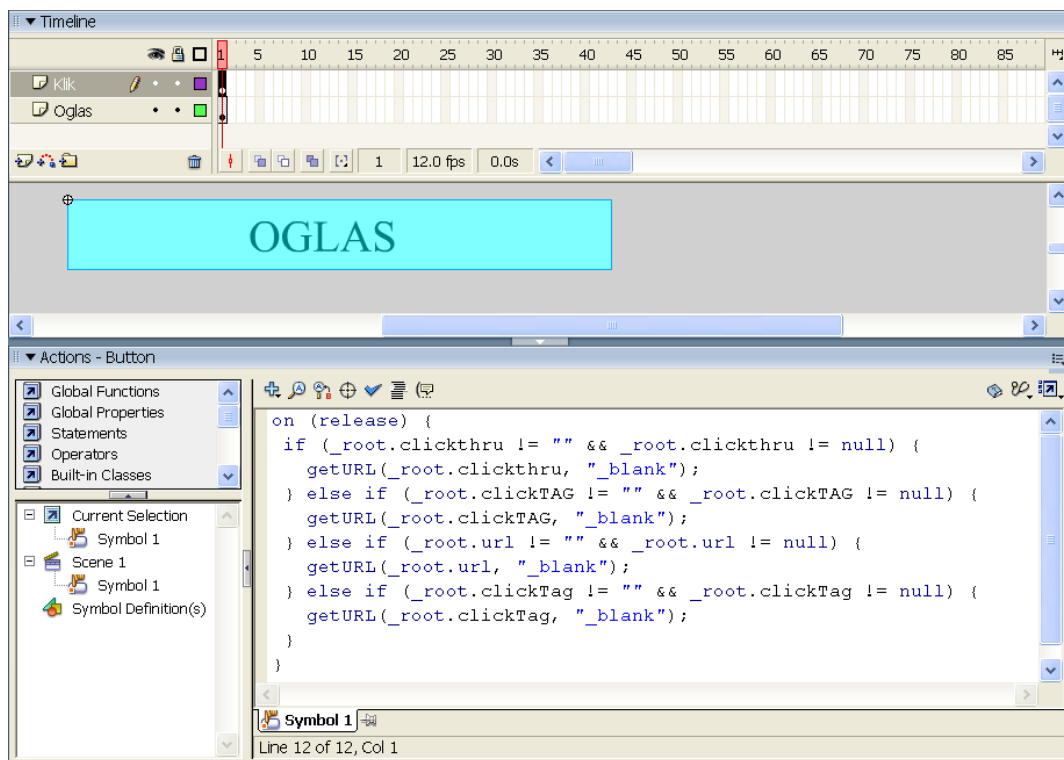 Timeline
1 5 10 15 20 25 30 35 40 45 50 55 60 65 70 75 80 85
Klik
Oglas
1 12.0 fps 0.0s
OGLAS
Actions - Button
Global Functions
Global Properties
Statements
Operators
Built-in Classes
Current Selection
Symbol 1
Scene 1
Symbol 1
Symbol Definition(s)
on (release) {
if (_root.clickthru != "" && _root.clickthru != null) {
getURL(_root.clickthru, "_blank");
} else if (_root.clickTAG != "" && _root.clickTAG != null) {
getURL(_root.clickTAG, "_blank");
} else if (_root.url != "" && _root.url != null) {
getURL(_root.url, "_blank");
} else if (_root.clickTag != "" && _root.clickTag != null) {
getURL(_root.clickTag, "_blank");
}
}
Symbol 1
Line 12 of 12, Col 1